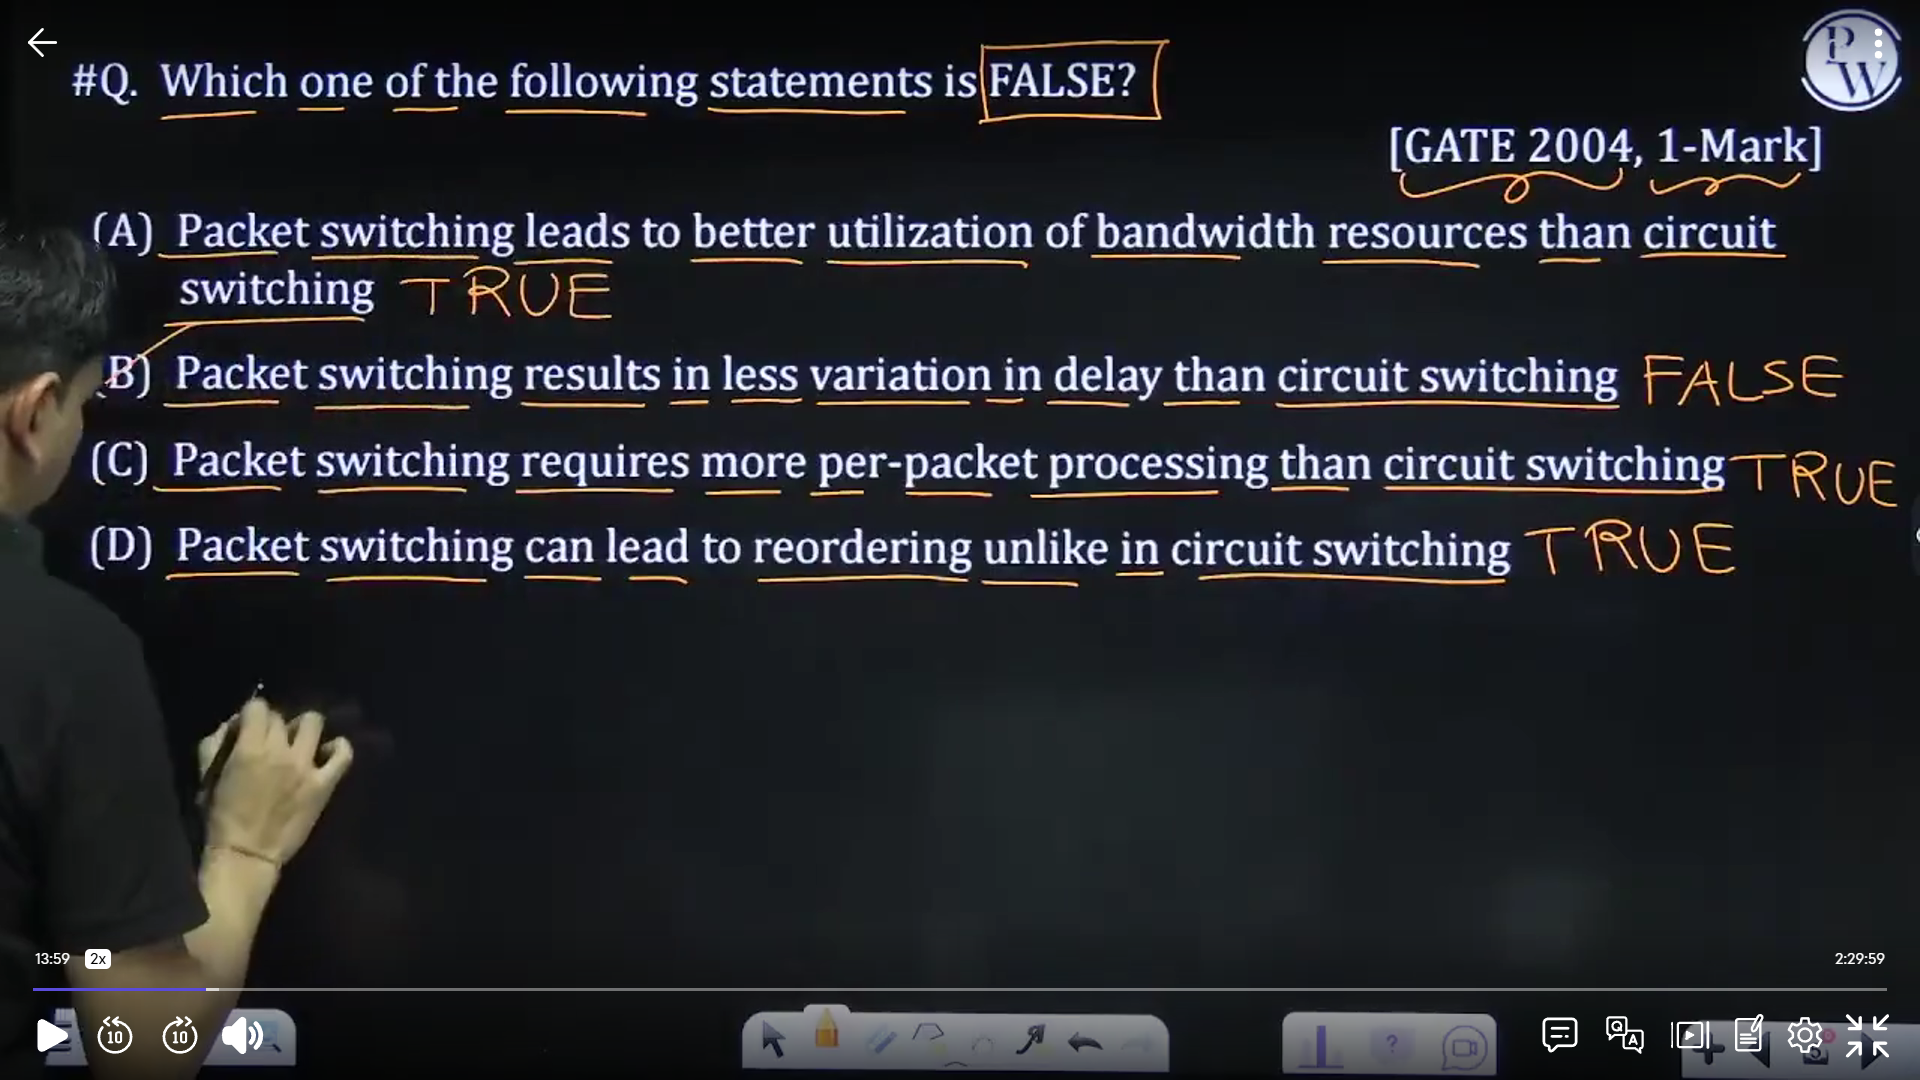 #Q. Which one of the following statements is FALSE?
PW
[GATE 2004, 1-Mark]
(A) Packet switching leads to better utilization of bandwidth resources than circuit
switching TRUE
B) Packet switching results in less variation in delay than circuit switching FALSE
(C) Packet switching requires more per-packet processing than circuit switching TRUE
(D) Packet switching can lead to reordering unlike in circuit switching TRUE
13:59 2x 2:29:59
10 10